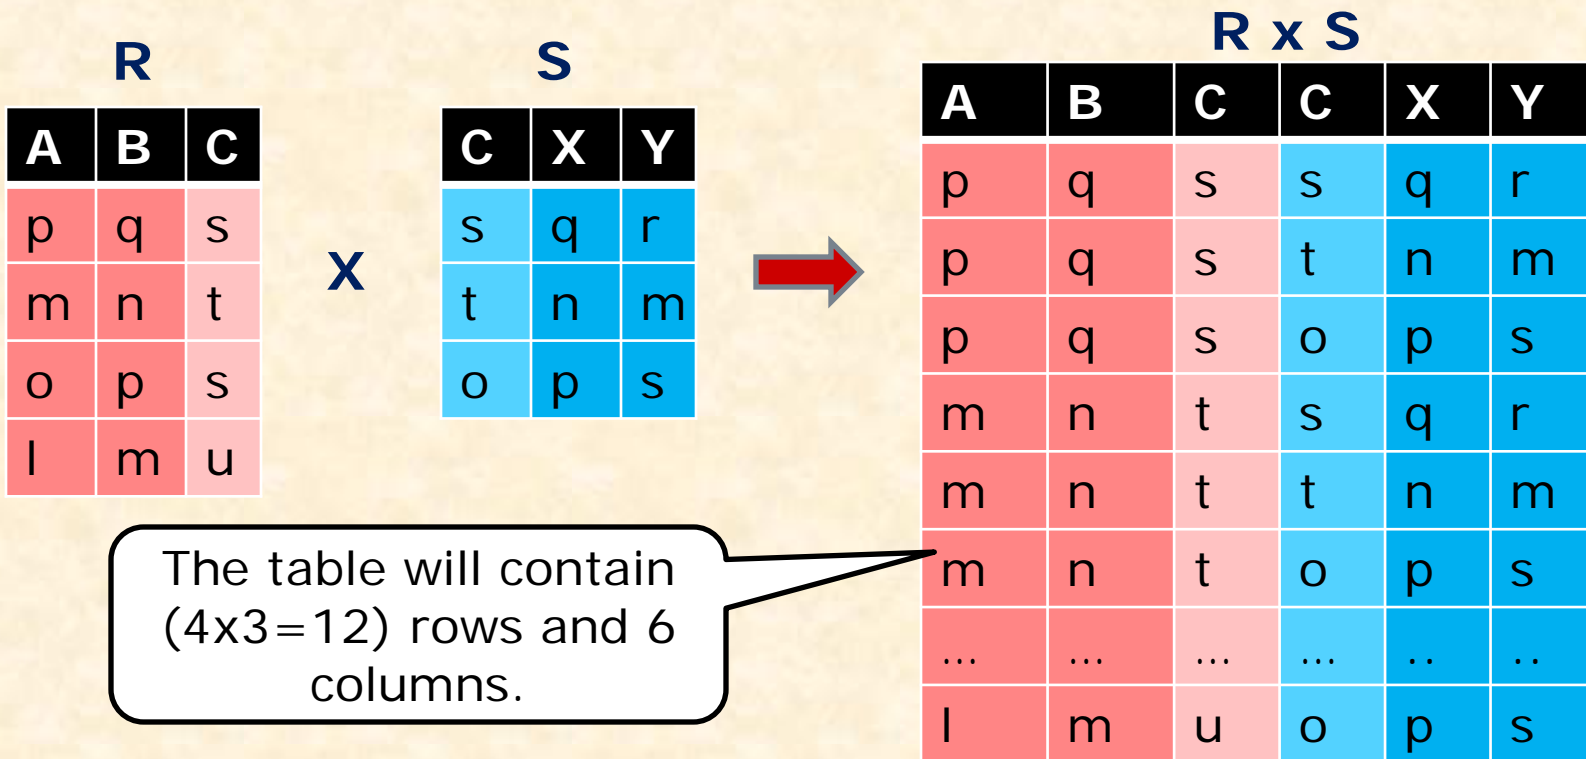 R
A B C
p q s
m n t
o p s
l m u
X
S
C X Y
s q r
t n m
o p s
The table will contain
(4x3=12) rows and 6
columns.
R x S
A B C C X Y
p q s s q r
p q s t n m
p q s o p s
m n t s q r
m n t t n m
m n t o p s
... ... ... ... .. ..
l m u o p s